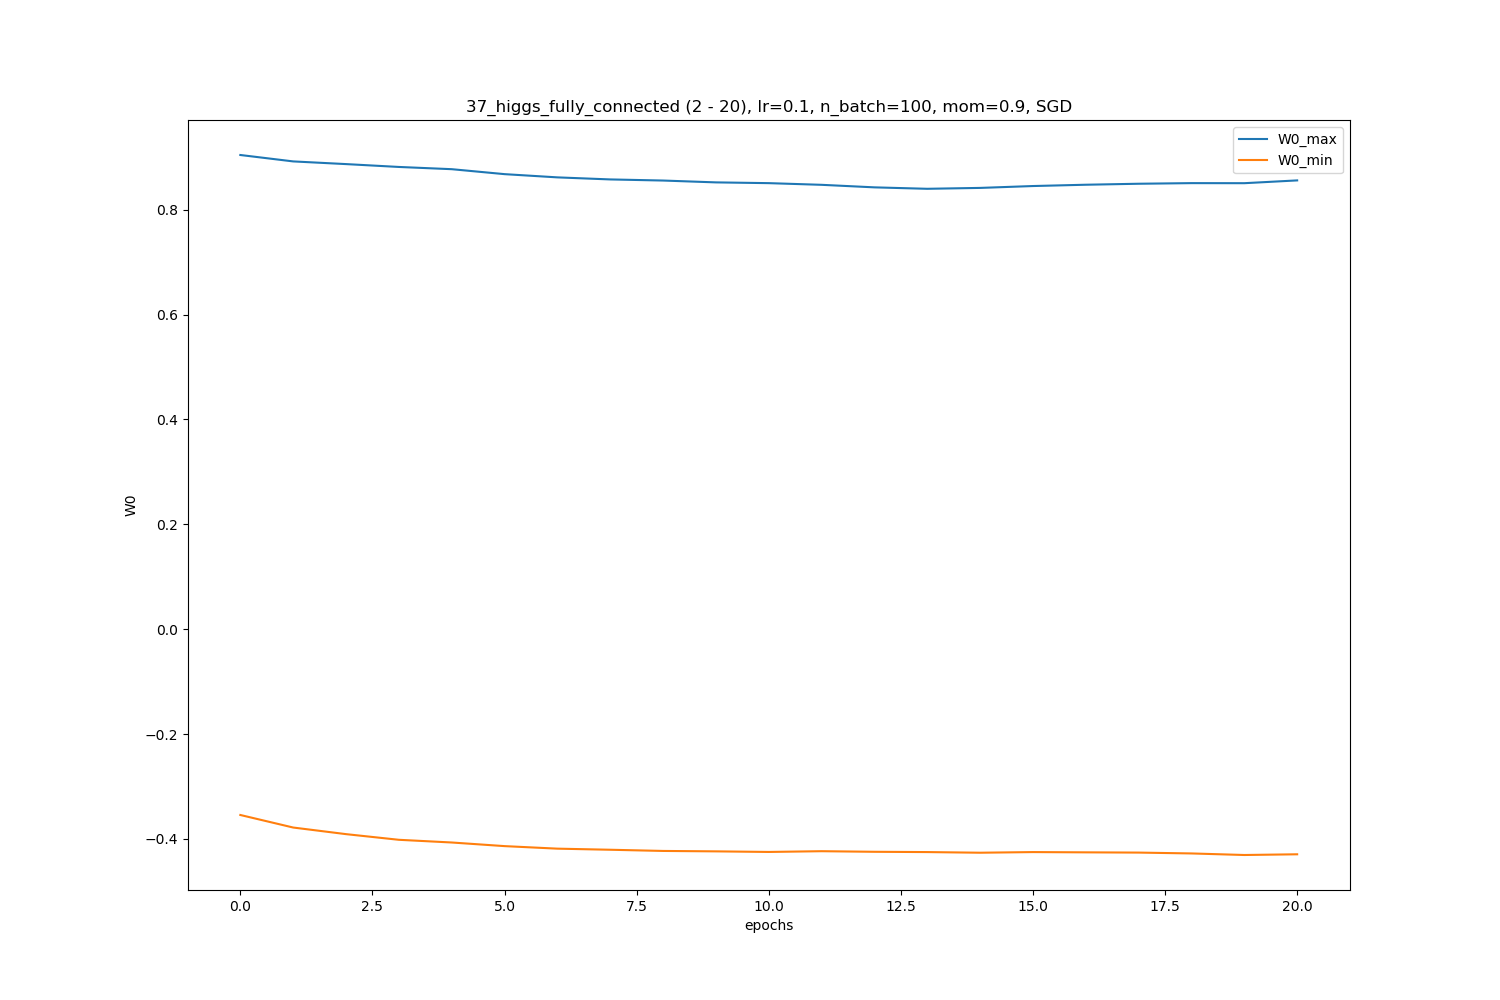 37_higgs_fully_connected (2 - 20), lr=0.1, n_batch=100, mom=0.9, SGD
W0_max
W0_min
0.8
0.6
0.4
0.2
0.0
−0.2
−0.4
W0
0.0 2.5 5.0 7.5 10.0 12.5 15.0 17.5 20.0
epochs